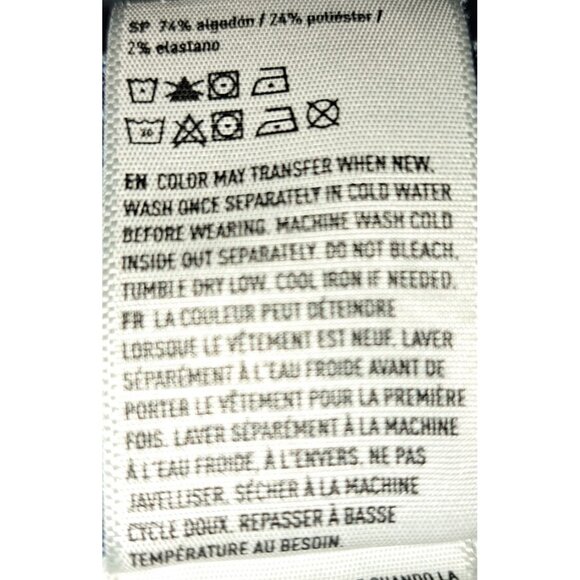 SP 74% algodón / 24% poliéster /
2% elastano
30
EN COLOR MAY TRANSFER WHEN NEW.
WASH ONCE SEPARATELY IN COLD WATER
BEFORE WEARING. MACHINE WASH COLD
INSIDE OUT SEPARATELY. DO NOT BLEACH.
TUMBLE DRY LOW. COOL IRON IF NEEDED.
FR LA COULEUR PEUT DÉTEINDRE
LORSQUE LE VÊTEMENT EST NEUF. LAVER
SÉPARÉMENT À L'EAU FROIDE AVANT DE
PORTER LE VÊTEMENT POUR LA PREMIÈRE
FOIS. LAVER SÉPARÉMENT À LA MACHINE
À L'EAU FROIDE, À L'ENVERS. NE PAS
JAVELLISER. SÉCHER À LA MACHINE
CYCLE DOUX. REPASSER À BASSE
TEMPÉRATURE AU BESOIN.
CUANDO LA